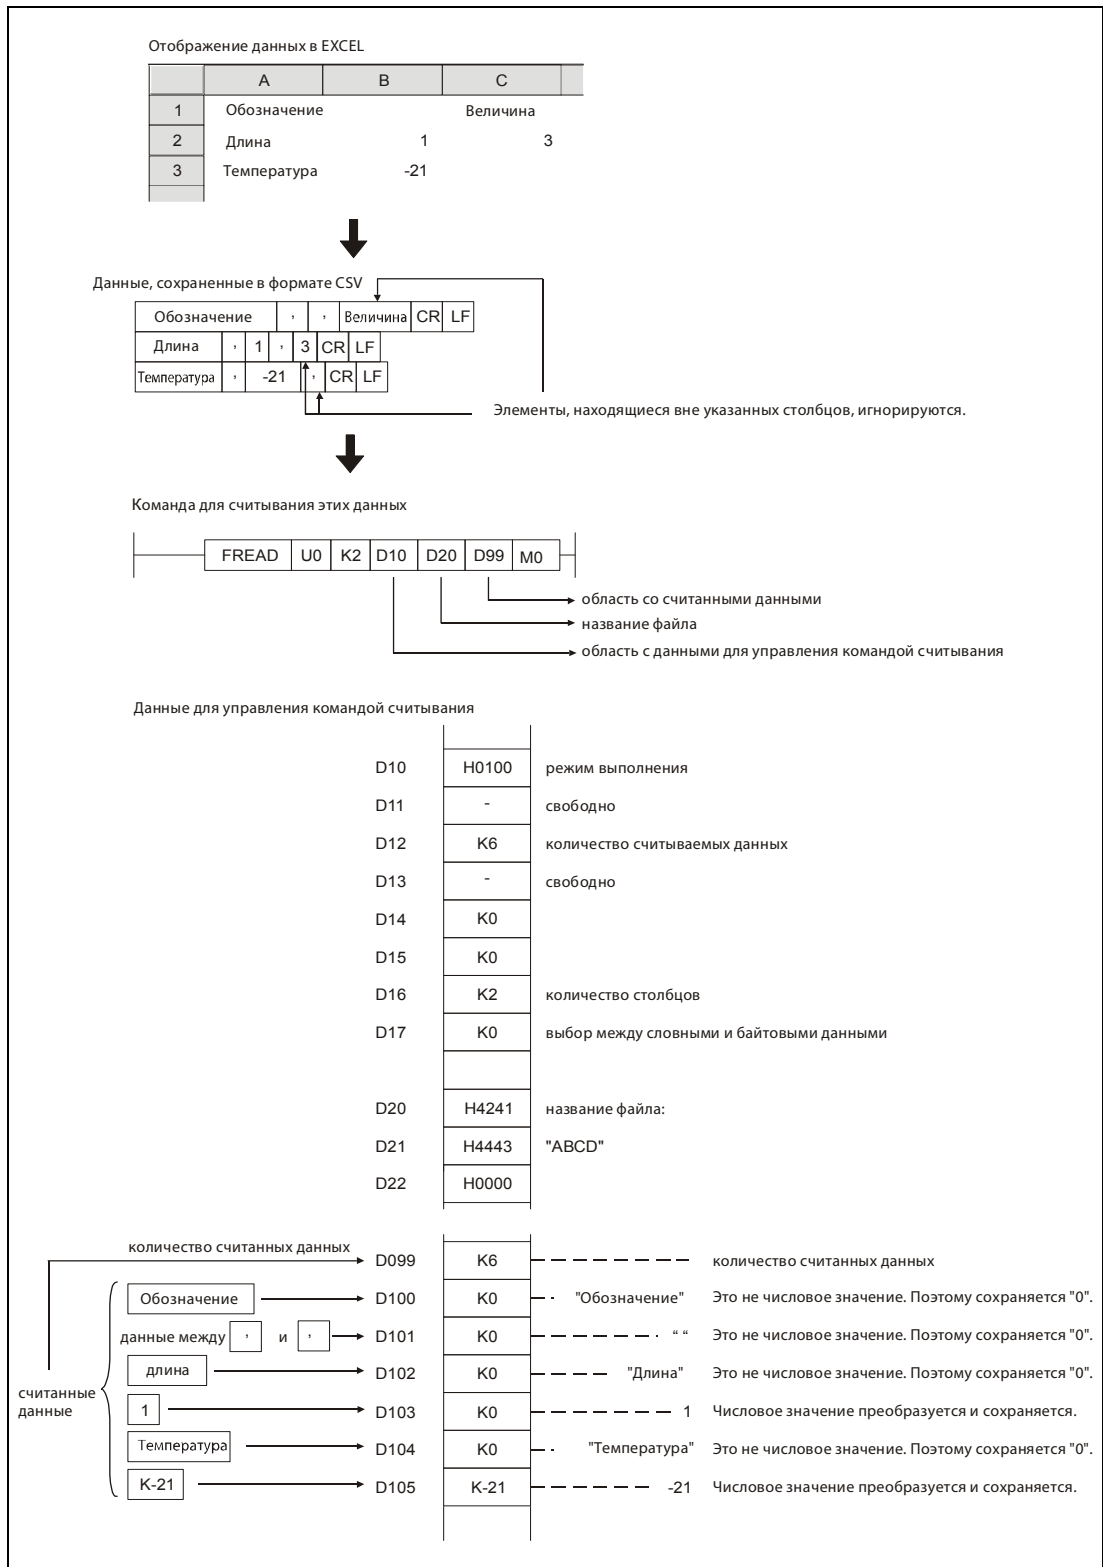 Отображение данных в EXCEL
A B C
1 Обозначение Величина
2 Длина 1 3
3 Температура -21
Данные, сохраненные в формате CSV
Обозначение , , Величина CR LF
Длина , 1 , 3 CR LF
Температура , -21 , CR LF
Элементы, находящиеся вне указанных столбцов, игнорируются.
Команда для считывания этих данных
FREAD U0 K2 D10 D20 D99 M0
область со считанными данными
название файла
область с данными для управления командой считывания
Данные для управления командой считывания
D10 H0100 режим выполнения
D11 - свободно
D12 K6 количество считываемых данных
D13 - свободно
D14 K0
D15 K0
D16 K2 количество столбцов
D17 K0 выбор между словными и байтовыми данными
D20 H4241 название файла:
D21 H4443 "ABCD"
D22 H0000
количество считанных данных D099 K6 количество считанных данных
Обозначение D100 K0 "Обозначение" Это не числовое значение. Поэтому сохраняется "0".
данные между , и , D101 K0 “ “ Это не числовое значение. Поэтому сохраняется "0".
длина D102 K0 "Длина" Это не числовое значение. Поэтому сохраняется "0".
считанные данные
1 D103 K0 1 Числовое значение преобразуется и сохраняется.
Температура D104 K0 "Температура" Это не числовое значение. Поэтому сохраняется "0".
K-21 D105 K-21 -21 Числовое значение преобразуется и сохраняется.